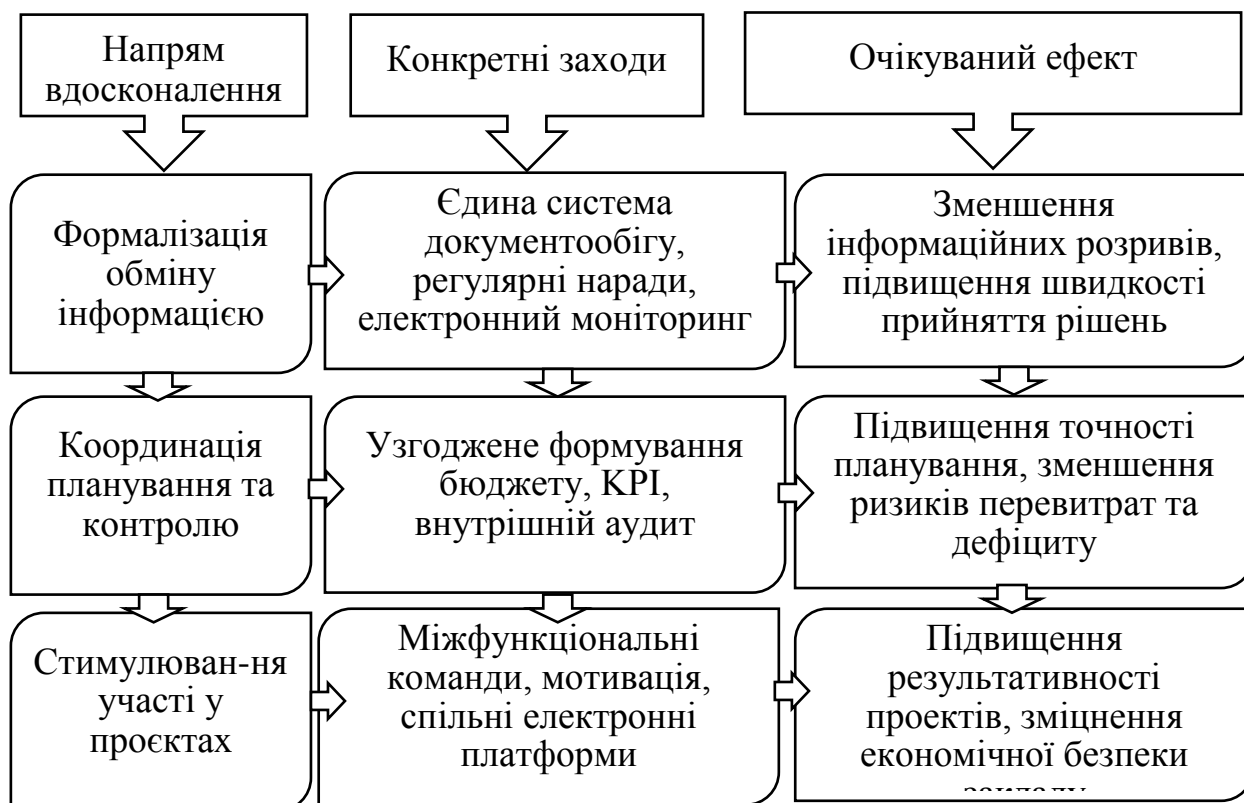 Напрям
вдосконалення
Конкретні заходи
Очікуваний ефект
Формалізація
обміну
інформацією
Єдина система
документообігу,
регулярні наради,
електронний моніторинг
Зменшення
інформаційних розривів,
підвищення швидкості
прийняття рішень
Координація
планування та
контролю
Узгоджене формування
бюджету, KPI,
внутрішній аудит
Підвищення точності
планування, зменшення
ризиків перевитрат та
дефіциту
Стимулюван-ня
участі у
проєктах
Міжфункціональні
команди, мотивація,
спільні електронні
платформи
Підвищення
результативності
проектів, зміцнення
економічної безпеки
закладу